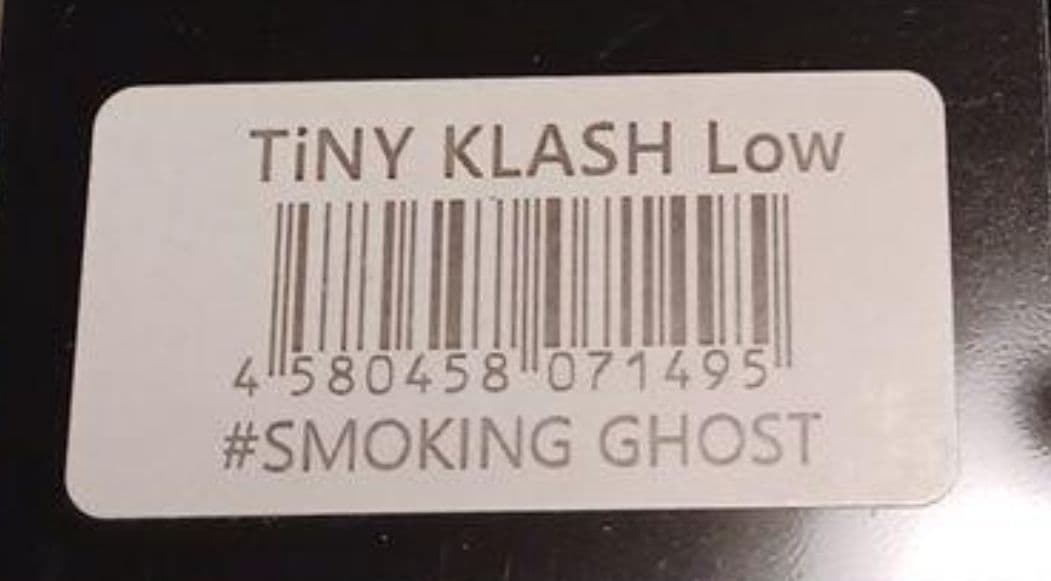 TiNY KLASH Low
4 580458 071495
#SMOKING GHOST